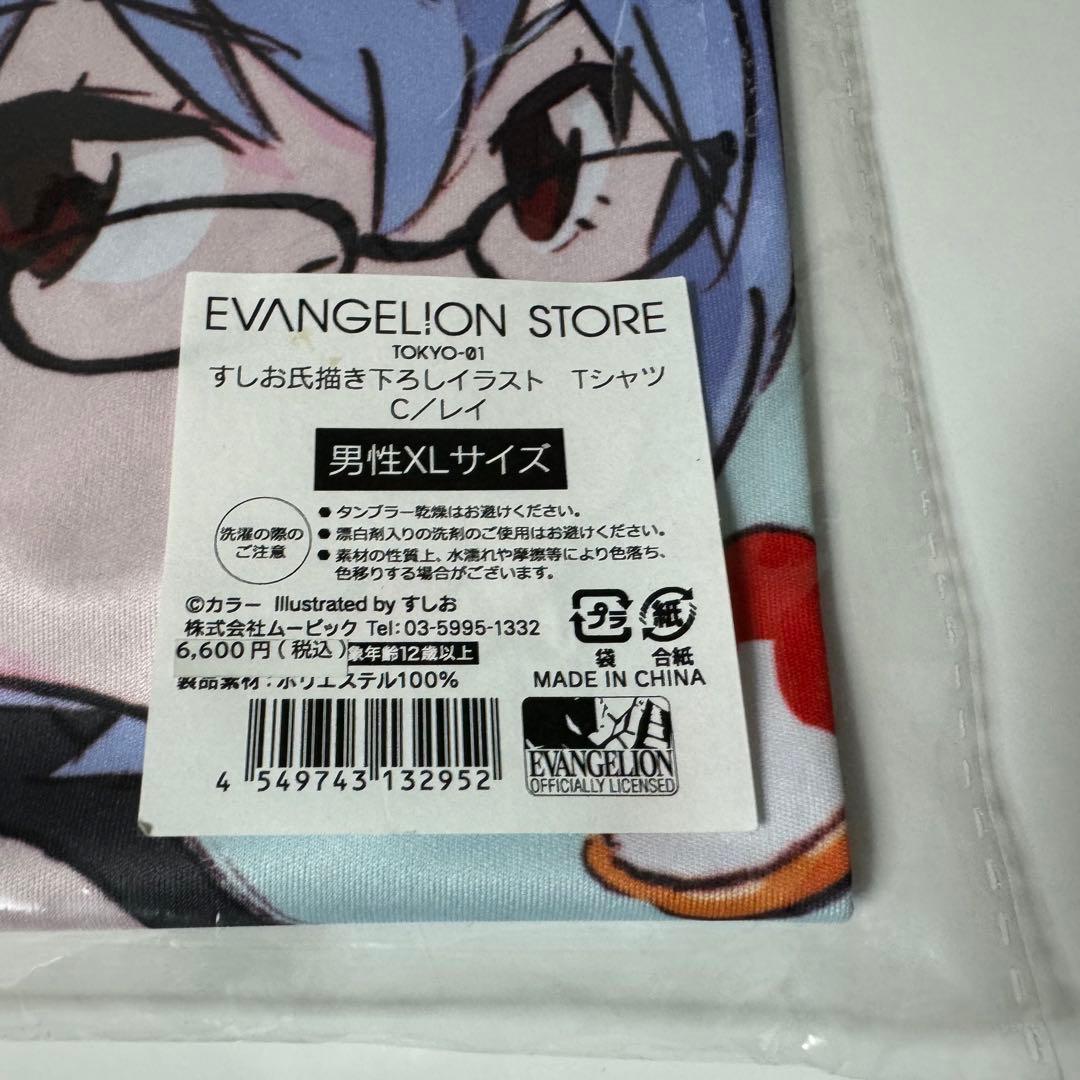 EVANGEL!ON STORE
TOKYO-01
すしお氏描き下ろしイラスト Tシャツ
C／レイ
男性XLサイズ
洗濯の際の
ご注意
●タンブラー乾燥はお避けください。
●漂白剤入りの洗剤のご使用はお避けください。
●素材の性質上、水濡れや摩擦等により色落ち、
色移りする場合がございます。
©カラー Illustrated by すしお
株式会社ムービック Tel:03-5995-1332
6,600円(税込)象年齢12歳以上
製品素材:ポリエステル100%
プラ
袋
紙
合紙
MADE IN CHINA
4 549743 132952
EVANGELION
OFFICIALLY LICENSED